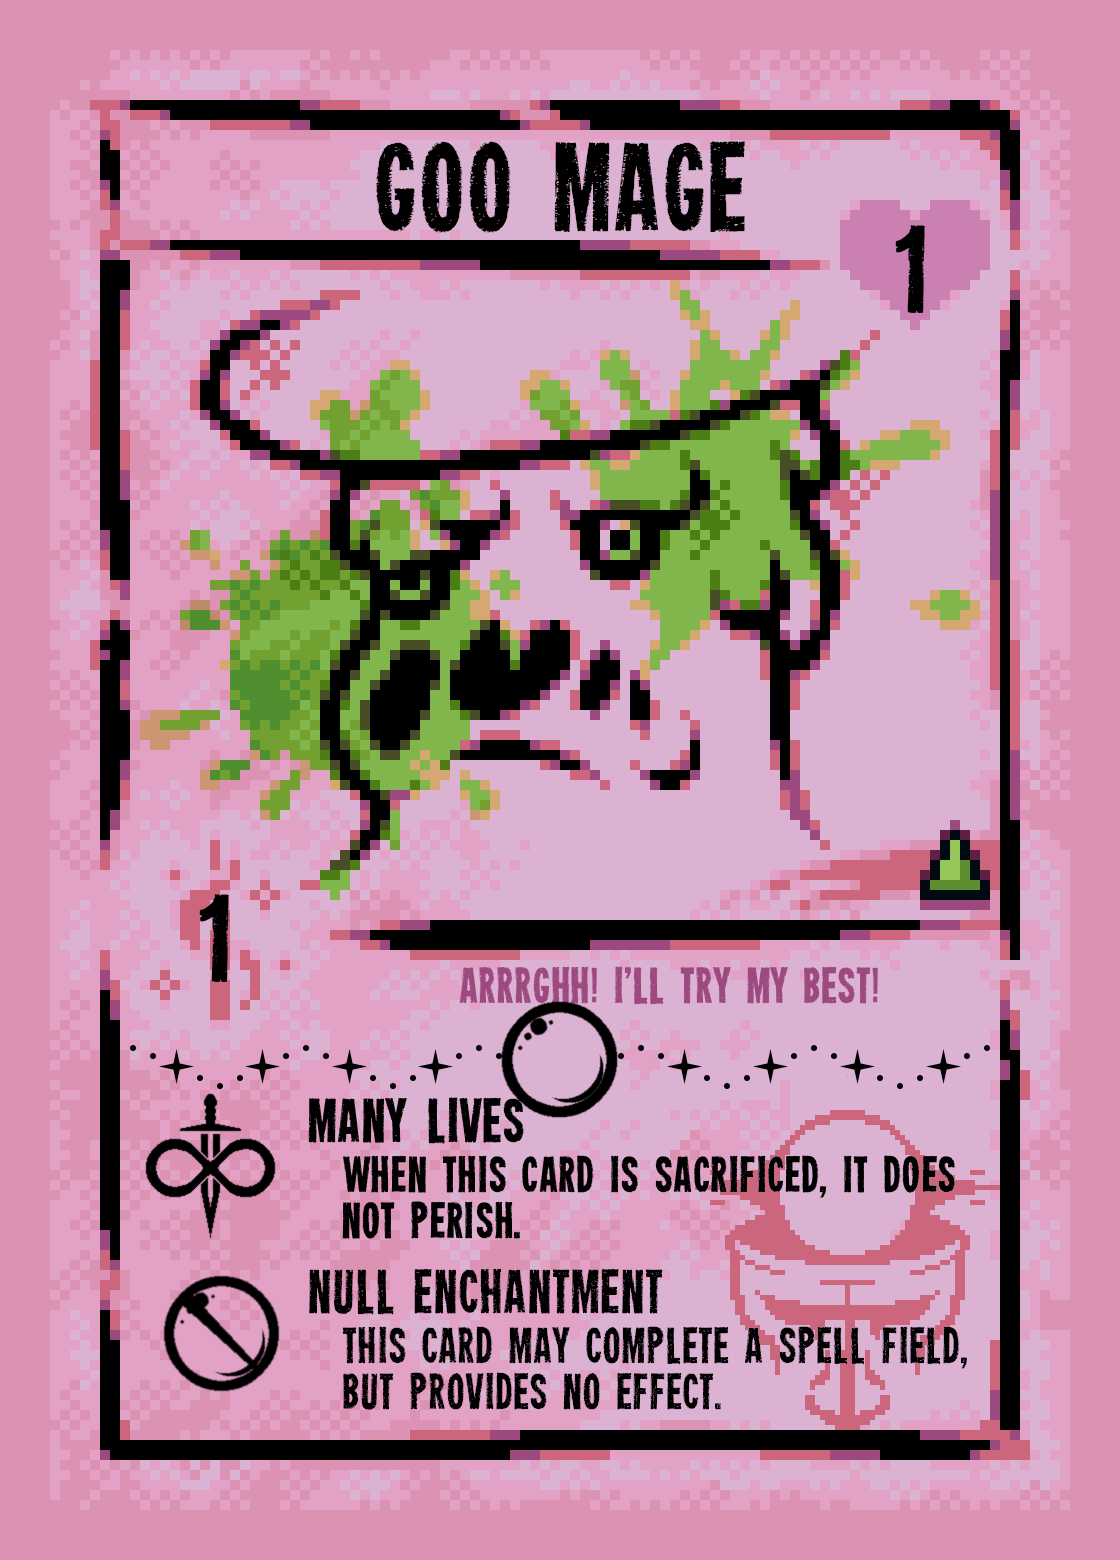 GOO MAGE
1
1
ARRRGHH! I'LL TRY MY BEST!
MANY LIVES
WHEN THIS CARD IS SACRIFICED, IT DOES
NOT PERISH.
NULL ENCHANTMENT
THIS CARD MAY COMPLETE A SPELL FIELD,
BUT PROVIDES NO EFFECT.